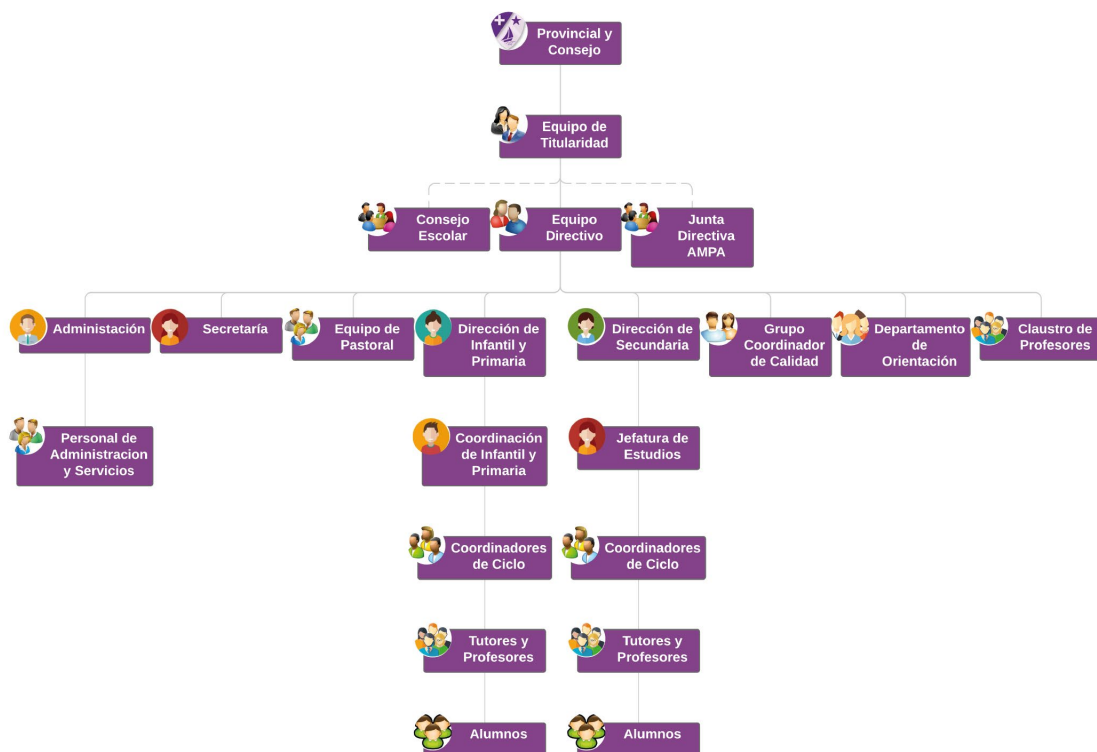 Provincial y
Consejo
Equipo de
Titularidad
Consejo
Escolar
Equipo
Directivo
Junta
Directiva
AMPA
Administación
Secretaría
Equipo de
Pastoral
Dirección de
Infantil y
Primaria
Dirección de
Secundaria
Grupo
Coordinador
de Calidad
Departamento
de
Orientación
Claustro de
Profesores
Personal de
Administracion
y Servicios
Coordinación
de Infantil y
Primaria
Jefatura de
Estudios
Coordinadores
de Ciclo
Coordinadores
de Ciclo
Tutores y
Profesores
Tutores y
Profesores
Alumnos
Alumnos